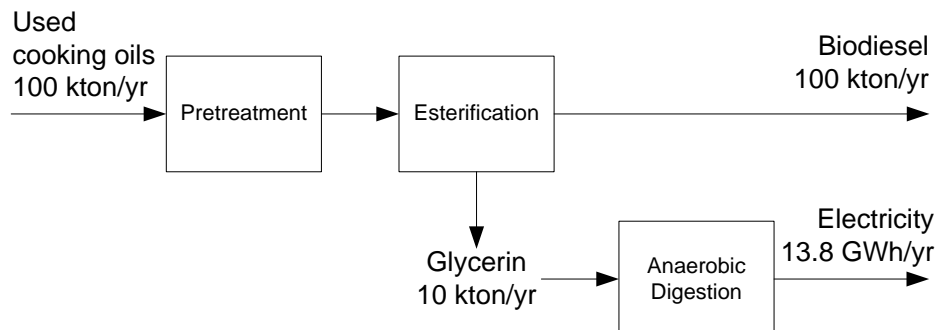 Used
cooking oils
100 kton/yr
Pretreatment
Esterification
Biodiesel
100 kton/yr
Glycerin
10 kton/yr
Anaerobic
Digestion
Electricity
13.8 GWh/yr